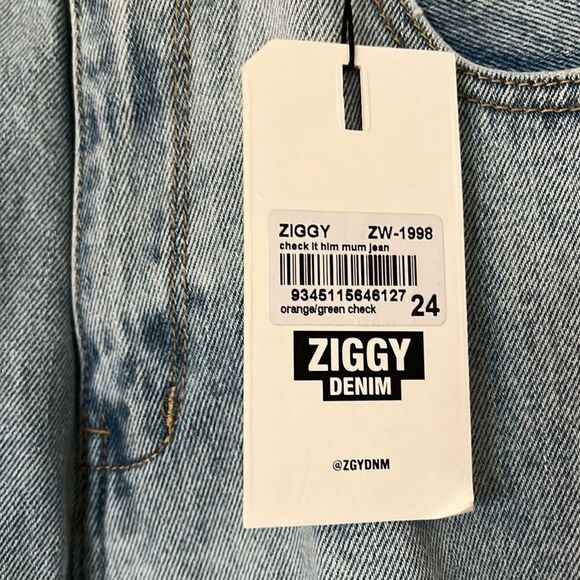 ZIGGY ZW-1998
check it him mum jean
9345115646127 24
orange/green check
ZIGGY
DENIM
@ZGYDNM